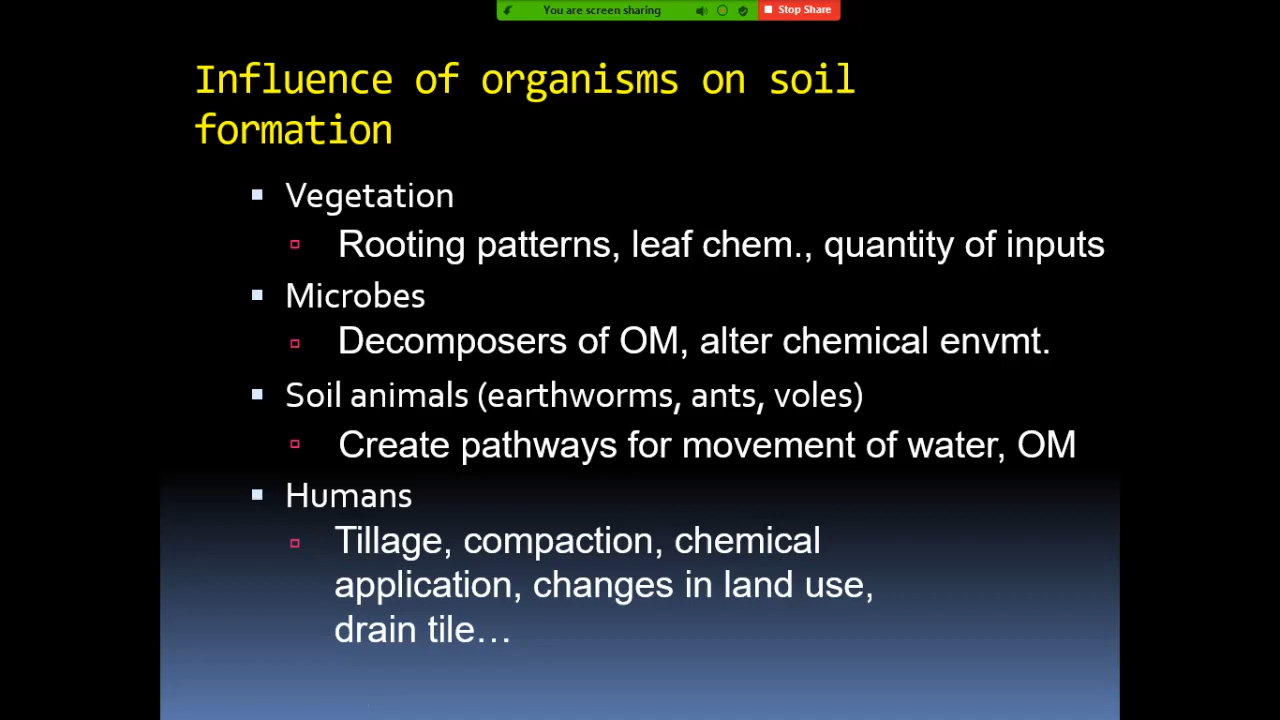 You are screen sharing
Stop Share
Influence of organisms on soil
formation
Vegetation
Rooting patterns, leaf chem., quantity of inputs
Microbes
Decomposers of OM, alter chemical envmt.
Soil animals (earthworms, ants, voles)
Create pathways for movement of water, OM
Humans
Tillage, compaction, chemical
application, changes in land use,
drain tile…